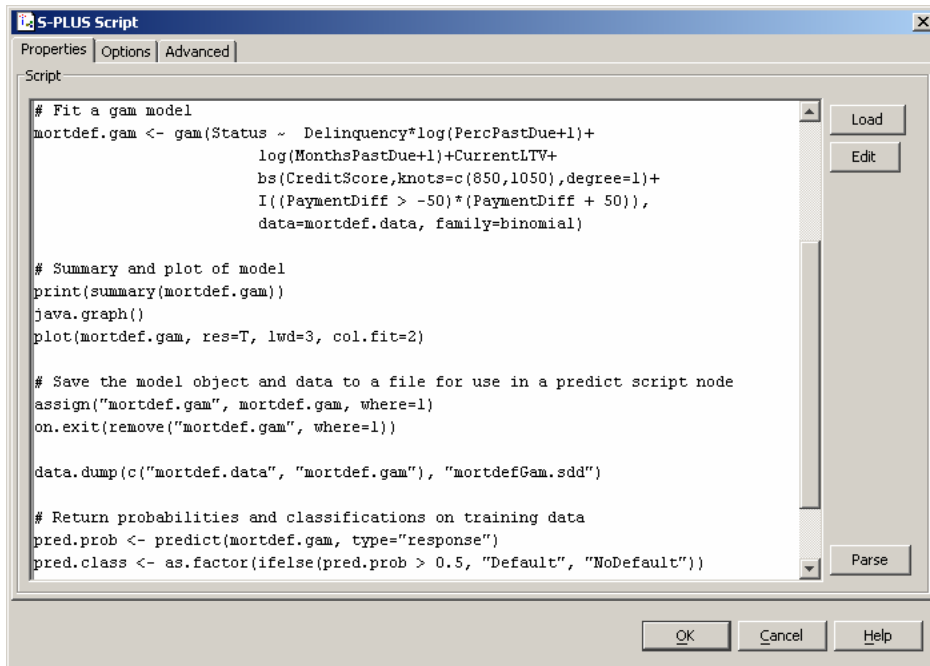 S-PLUS Script
Properties Options Advanced
Script
# Fit a gam model
mortdef.gam <- gam(Status ~  Delinquency*log(PercPastDue+1)+
                             log(MonthsPastDue+1)+CurrentLTV+
                             bs(CreditScore,knots=c(850,1050),degree=1)+
                             I((PaymentDiff > -50)*(PaymentDiff + 50)),
                             data=mortdef.data, family=binomial)
# Summary and plot of model
print(summary(mortdef.gam))
java.graph()
plot(mortdef.gam, res=T, lwd=3, col.fit=2)
# Save the model object and data to a file for use in a predict script node
assign("mortdef.gam", mortdef.gam, where=1)
on.exit(remove("mortdef.gam", where=1))
data.dump(c("mortdef.data", "mortdef.gam"), "mortdefGam.sdd")
# Return probabilities and classifications on training data
pred.prob <- predict(mortdef.gam, type="response")
pred.class <- as.factor(ifelse(pred.prob > 0.5, "Default", "NoDefault"))
Load
Edit
Parse
OK Cancel Help